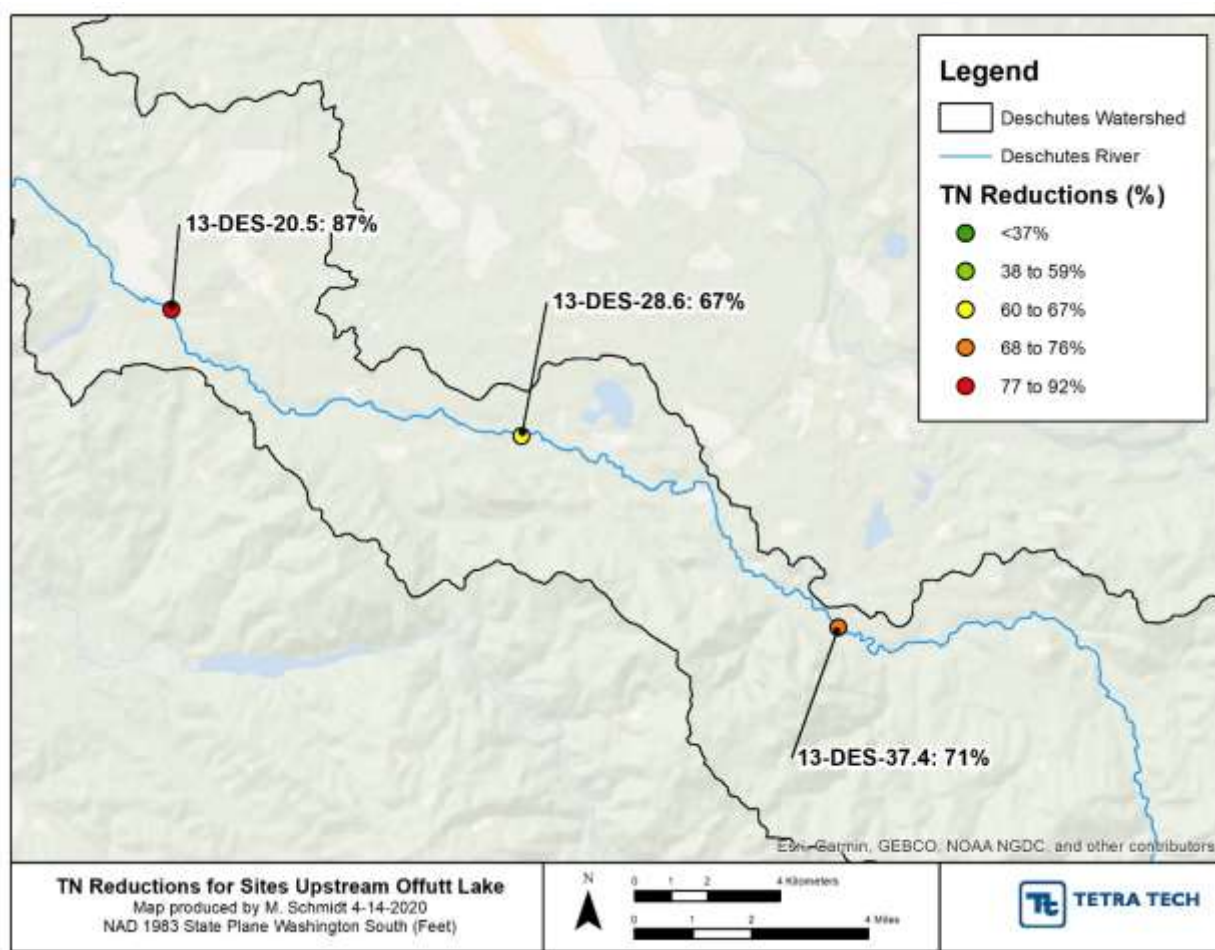 Legend
Deschutes Watershed
Deschutes River
TN Reductions (%)
<37%
38 to 59%
60 to 67%
68 to 76%
77 to 92%
13-DES-20.5: 87%
13-DES-28.6: 67%
13-DES-37.4: 71%
Esri, Garmin, GEBCO, NOAA NGDC, and other contributors
TN Reductions for Sites Upstream Offutt Lake
Map produced by M. Schmidt 4-14-2020
NAD 1983 State Plane Washington South (Feet)
N
0 1 2 4 Kilometers
0 1 2 4 Miles
Tt TETRA TECH